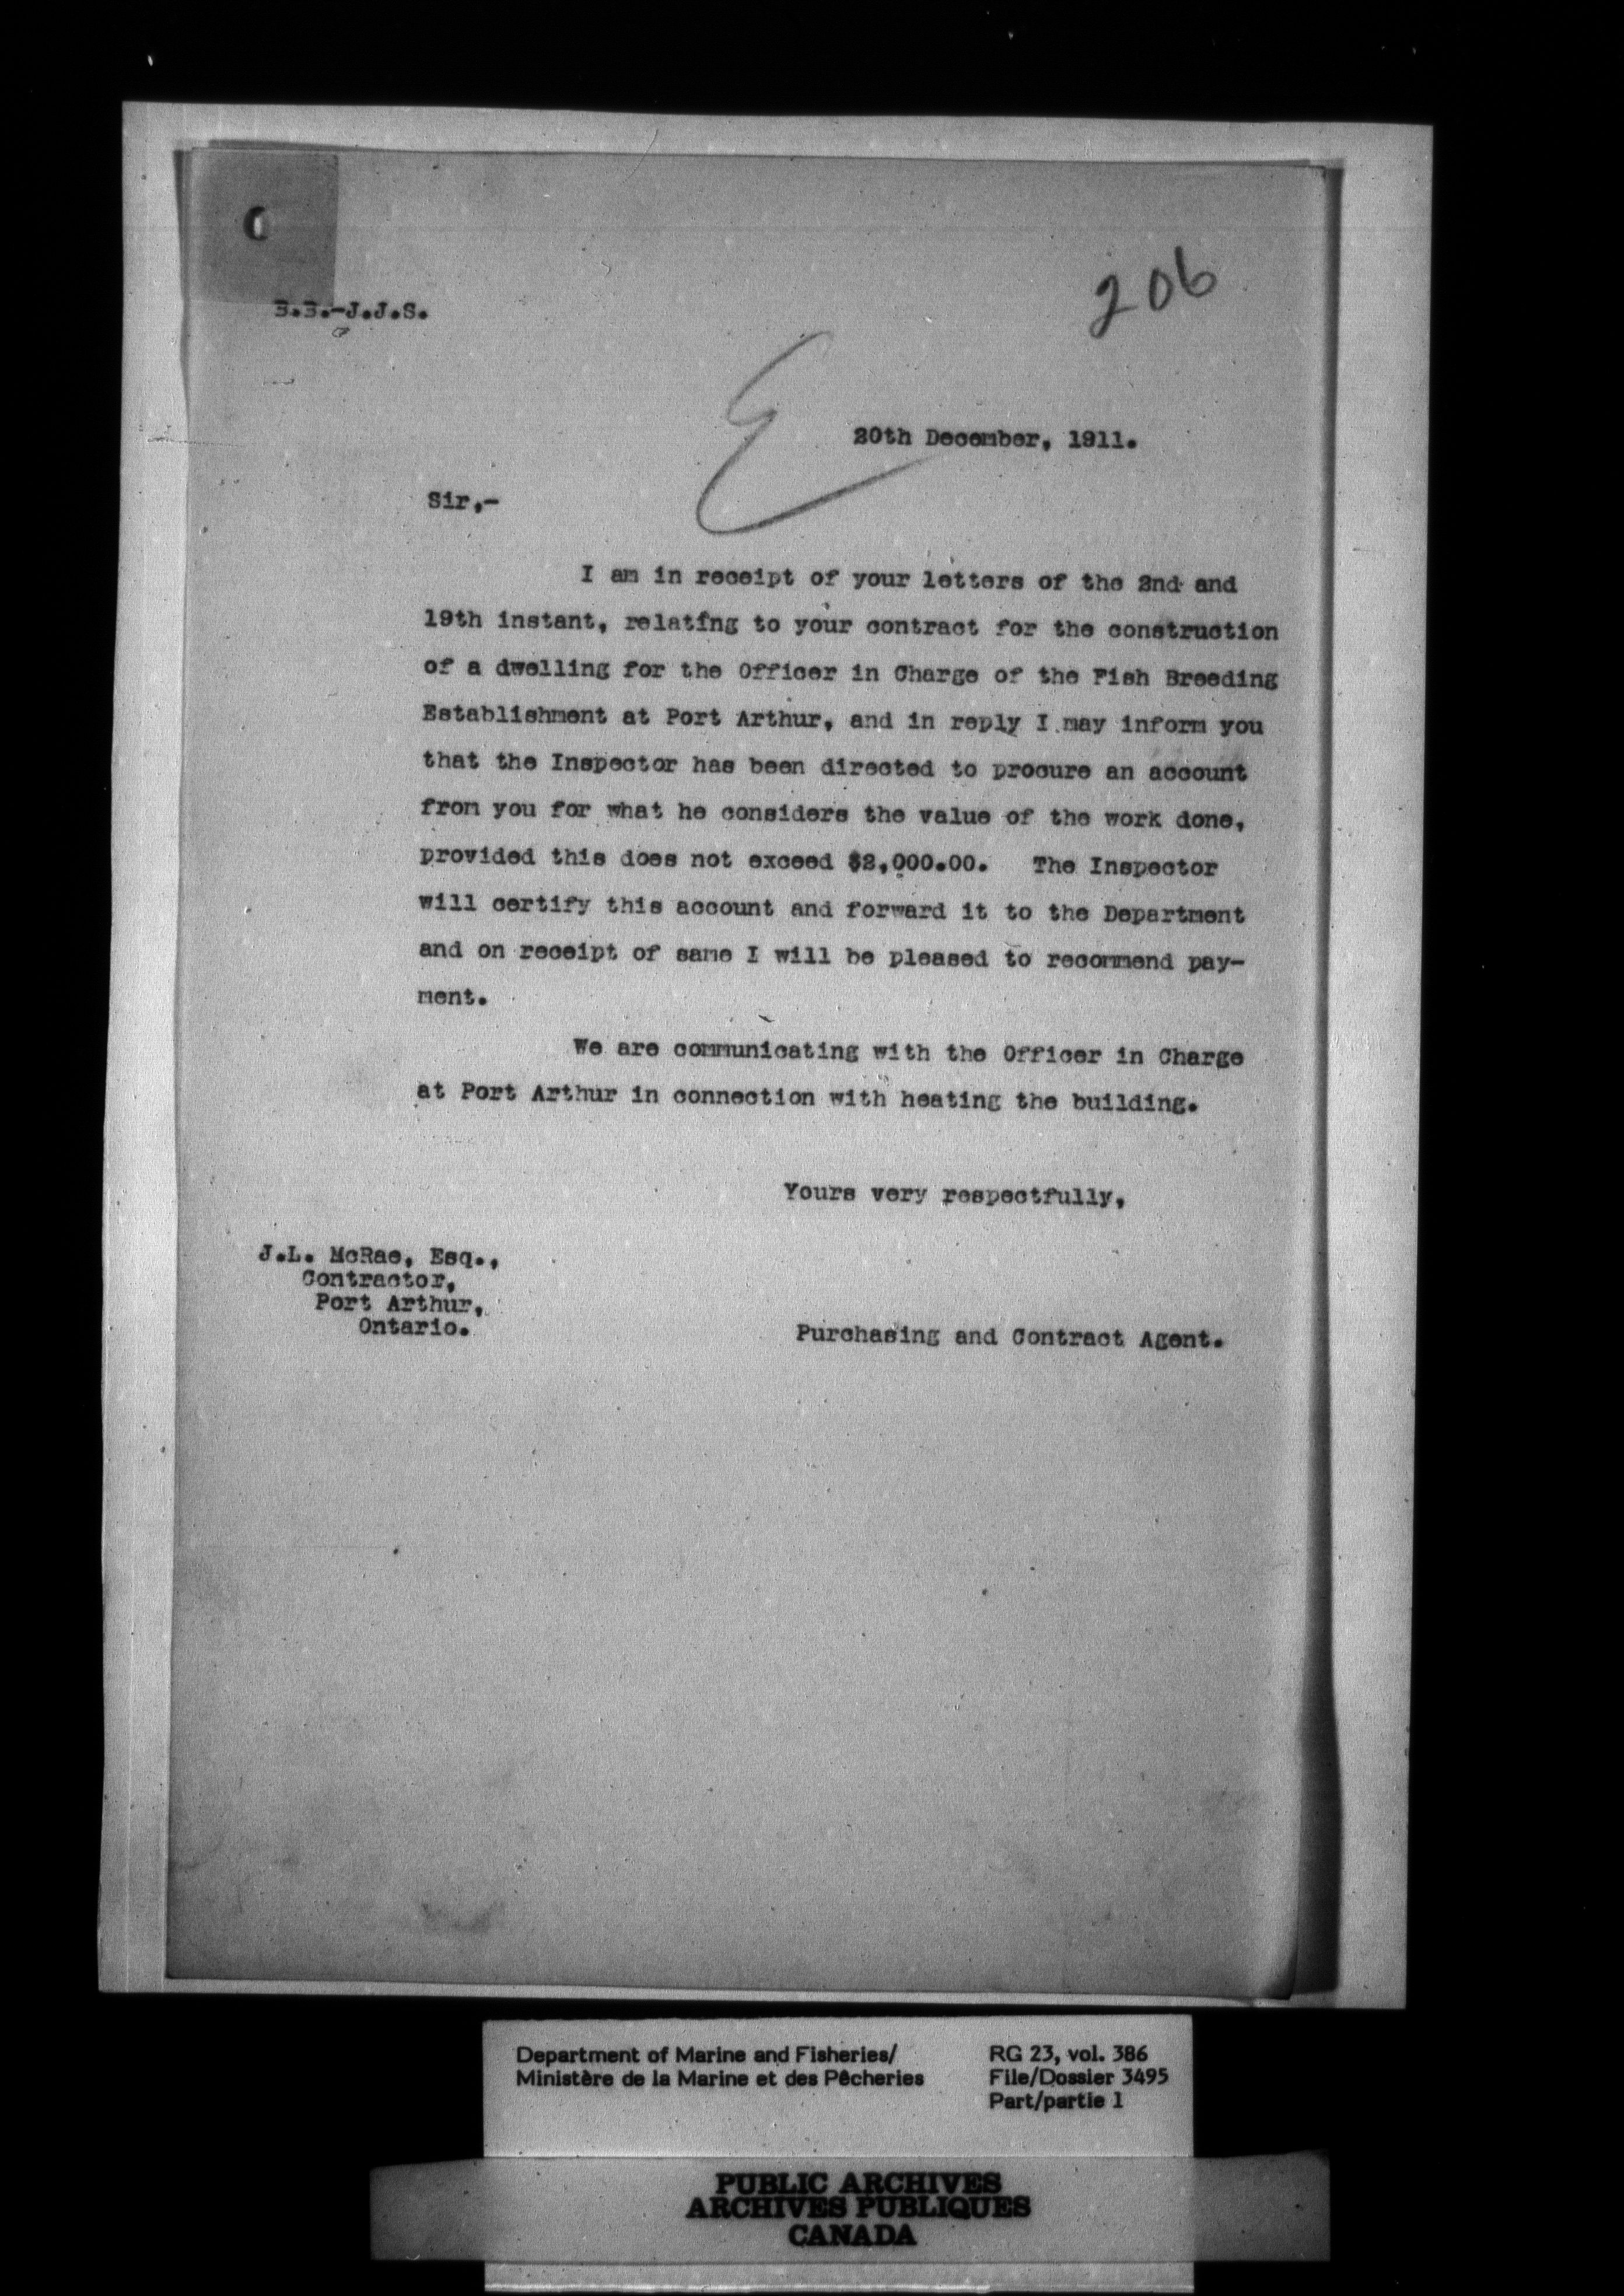 C
B.B.-J.J.S.
206
E
20th December, 1911.
Sir,-
I am in receipt of your letters of the 2nd and
19th instant, relating to your contract for the construction
of a dwelling for the Officer in Charge of the Fish Breeding
Establishment at Port Arthur, and in reply I may inform you
that the Inspector has been directed to procure an account
from you for what he considers the value of the work done,
provided this does not exceed $2,000.00. The Inspector
will certify this account and forward it to the Department
and on receipt of same I will be pleased to recommend pay-
ment.
We are communicating with the Officer in Charge
at Port Arthur in connection with heating the building.
Yours very respectfully,
J.L. McRae, Esq.,
Contractor,
Port Arthur,
Ontario.
Purchasing and Contract Agent.
Department of Marine and Fisheries/
Ministère de la Marine et des Pêcheries
RG 23, vol. 386
File/Dossier 3495
Part/partie 1
PUBLIC ARCHIVES
ARCHIVES PUBLIQUES
CANADA